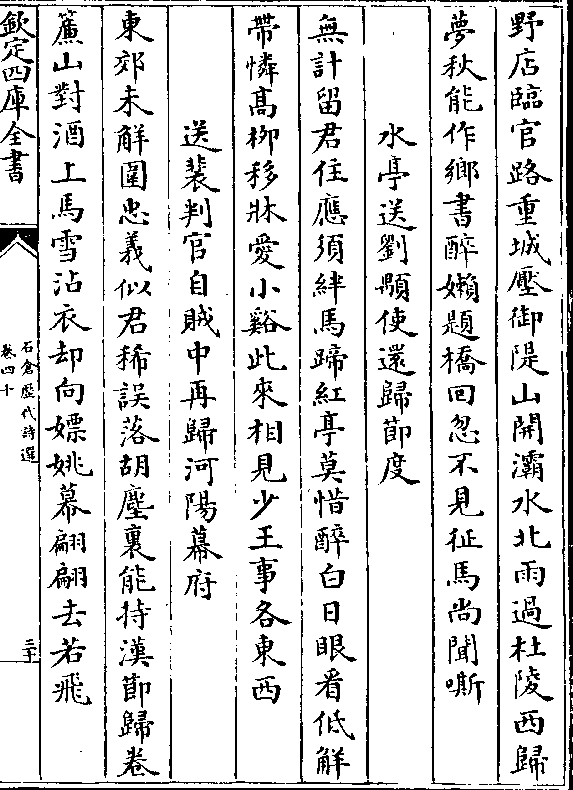 野店臨官路重城壓御隄山開灞水北雨過杜陵西歸
夢秋能作鄉書醉嬾題橋回忽不見征馬尚聞嘶
水亭送劉顒使還歸節度
無計留君住應須絆馬蹄紅亭莫惜醉白日眼看低解
帶憐髙柳移牀愛小谿此來相見少王事各東西
送裴判官自賊中再歸河陽幕府
東郊未解圍忠義似君稀誤落胡塵裏能持漢節歸卷
簾山對酒上馬雪沾衣却向嫖姚幕翩翩去若飛
欽定四庫全書
石倉歷代詩選
卷四十
二十